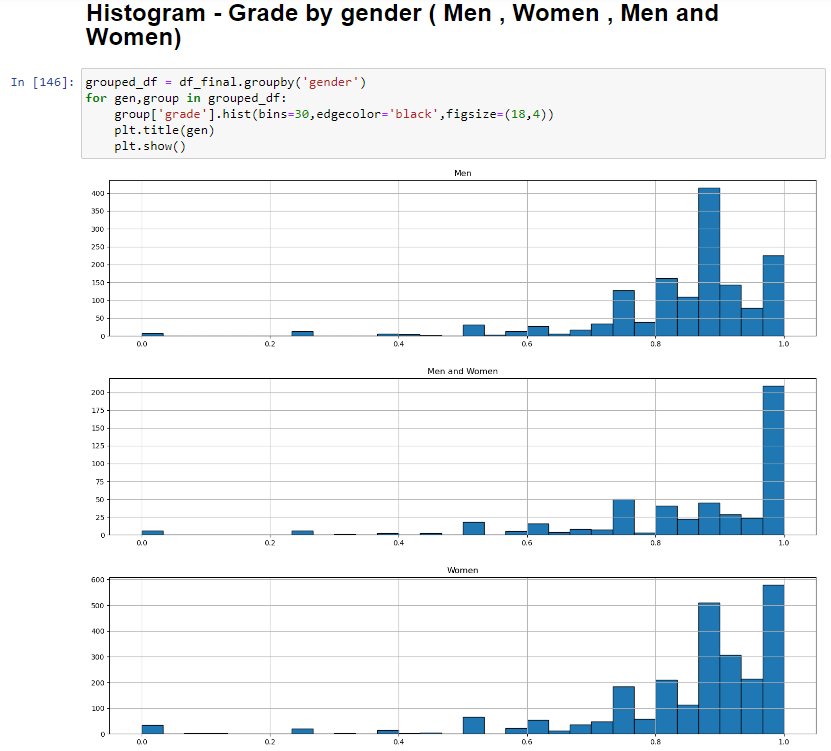 Histogram - Grade by gender ( Men , Women , Men and
Women)
In [146]: grouped_df = df_final.groupby('gender')
for gen,group in grouped_df:
    group['grade'].hist(bins=30,edgecolor='black',figsize=(18,4))
    plt.title(gen)
    plt.show()
Men
400
350
300
250
200
150
100
50
0
0.0 0.2 0.4 0.6 0.8 1.0
Men and Women
200
175
150
125
100
75
50
25
0
0.0 0.2 0.4 0.6 0.8 1.0
Women
600
500
400
300
200
100
0
0.0 0.2 0.4 0.6 0.8 1.0